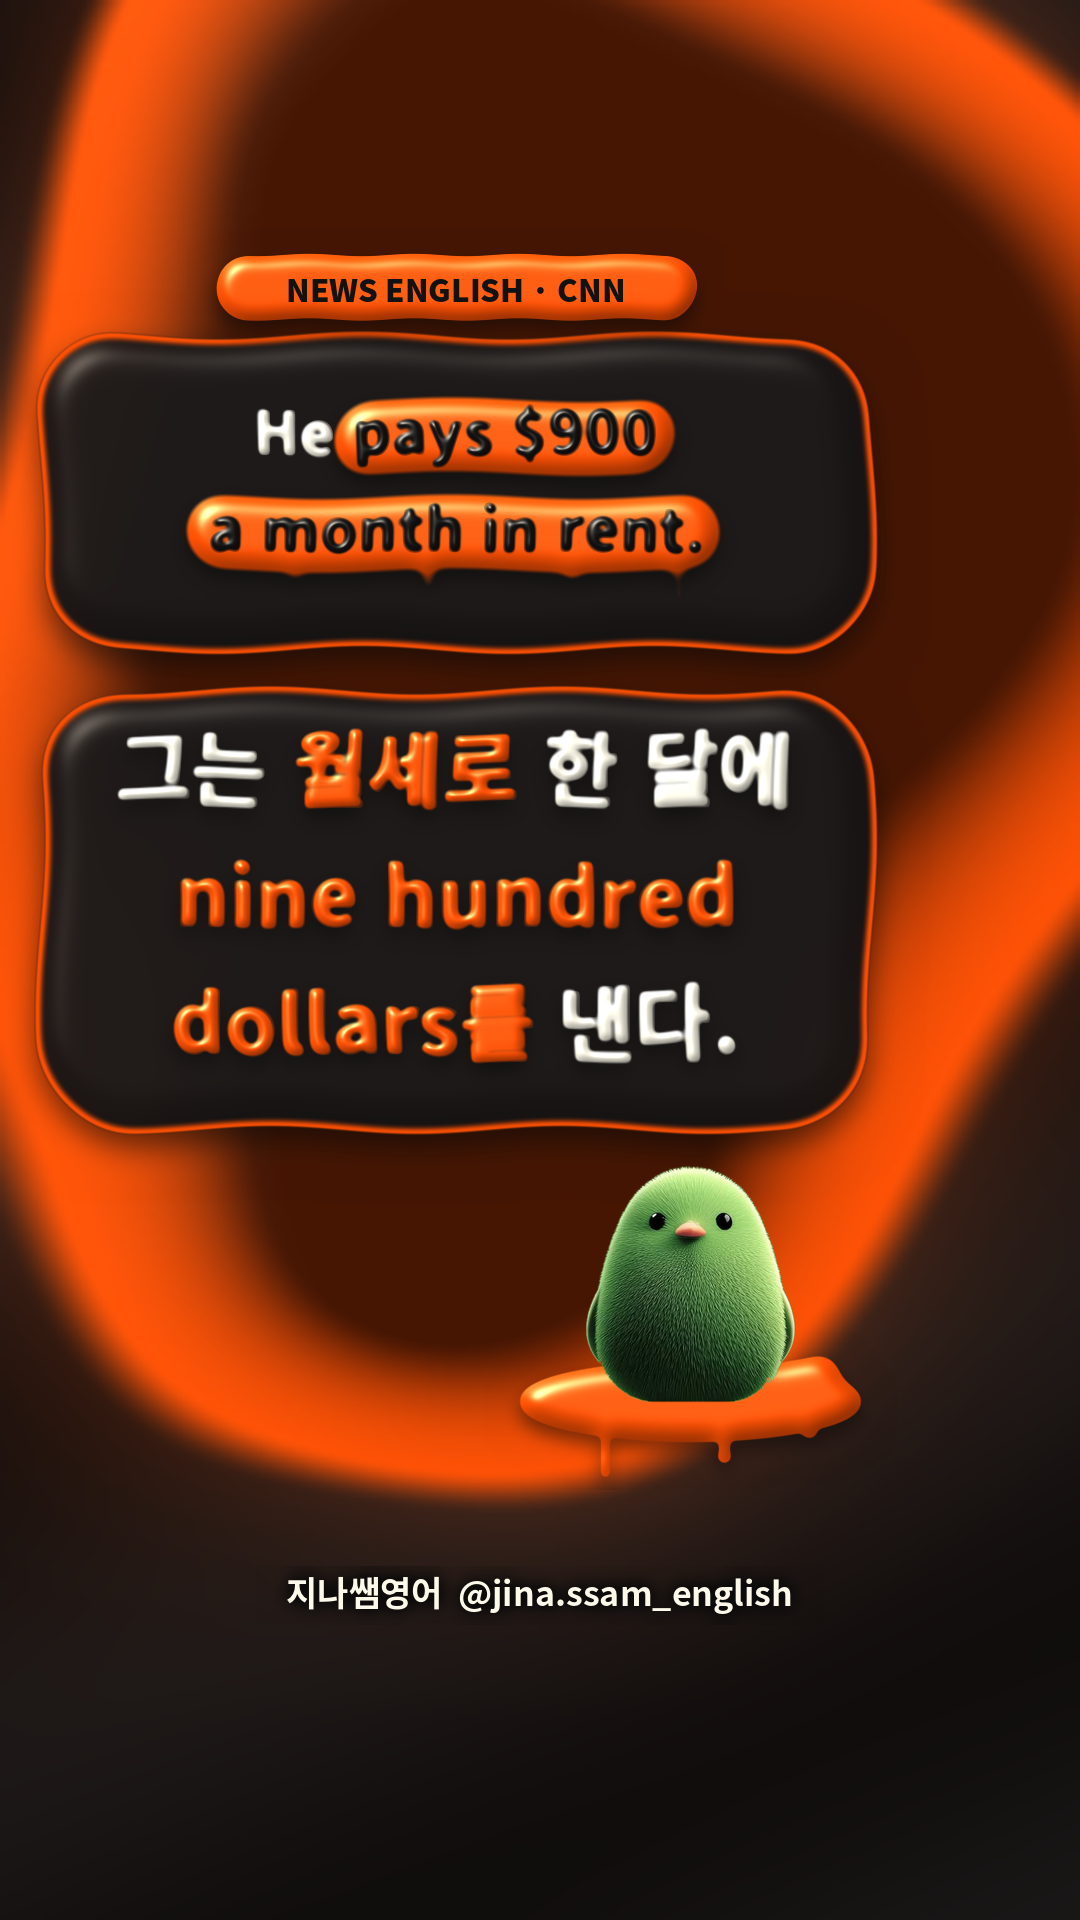 NEWS ENGLISH · CNN
He pays $900
a month in rent.
그는 월세로 한 달에
nine hundred
dollars를 낸다.
지나쌤영어 @jina.ssam_english